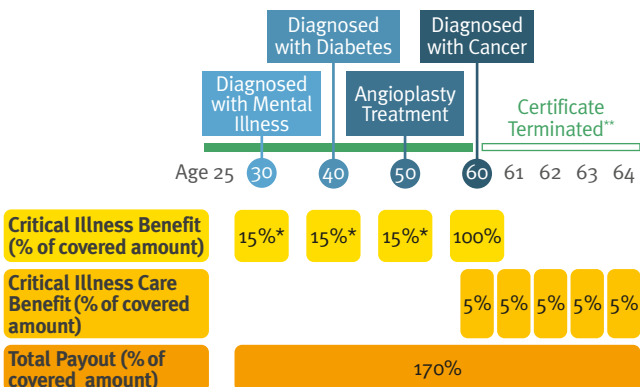 Diagnosed
with Diabetes
Diagnosed
with Cancer
Diagnosed
with Mental
Illness
Angioplasty
Treatment
Certificate
Terminated**
Age 25 30 40 50 60 61 62 63 64
Critical Illness Benefit
(% of covered amount)
15%* 15%* 15%* 100%
Critical Illness Care
Benefit (% of covered
amount)
5% 5% 5% 5% 5%
Total Payout (% of
covered amount)
170%